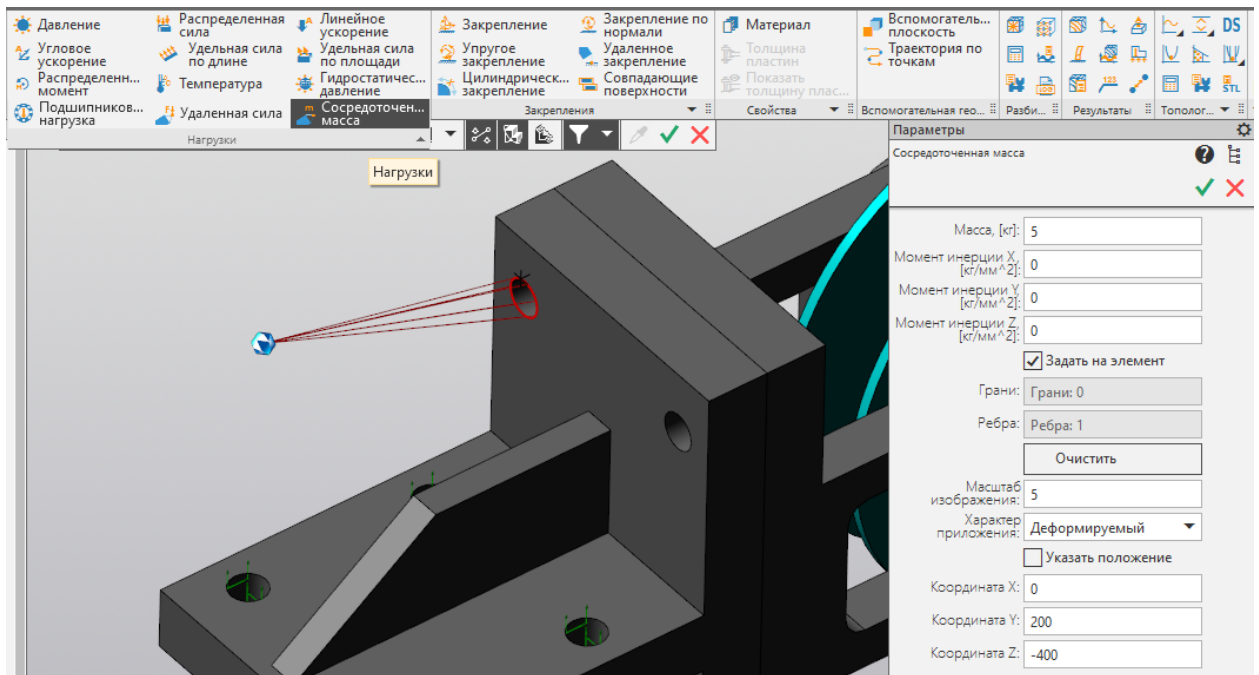 Давление
Распределенная
сила
Линейное
ускорение
Угловое
ускорение
Удельная сила
по длине
Удельная сила
по площади
Распределенн...
момент
Температура
Гидростатичес...
давление
Подшипников...
нагрузка
Удаленная сила
Сосредоточен...
масса
Нагрузки
Закрепление
Закрепление по
нормали
Упругое
закрепление
Удаленное
закрепление
Цилиндрическ...
закрепление
Совпадающие
поверхности
Закрепления
Материал
Толщина
пластин
Показать
толщину плас...
Свойства
Вспомогатель...
плоскость
Траектория по
точкам
Вспомогательная гео...
Разби...
Результаты
DS
STL
123
Тополог...
Нагрузки
Параметры
Сосредоточенная масса
Масса, [кг]: 5
Момент инерции X,
[кг/мм^2]: 0
Момент инерции Y,
[кг/мм^2]: 0
Момент инерции Z,
[кг/мм^2]: 0
Задать на элемент
Грани: Грани: 0
Ребра: Ребра: 1
Очистить
Масштаб
изображения: 5
Характер
приложения: Деформируемый
Указать положение
Координата X: 0
Координата Y: 200
Координата Z: -400